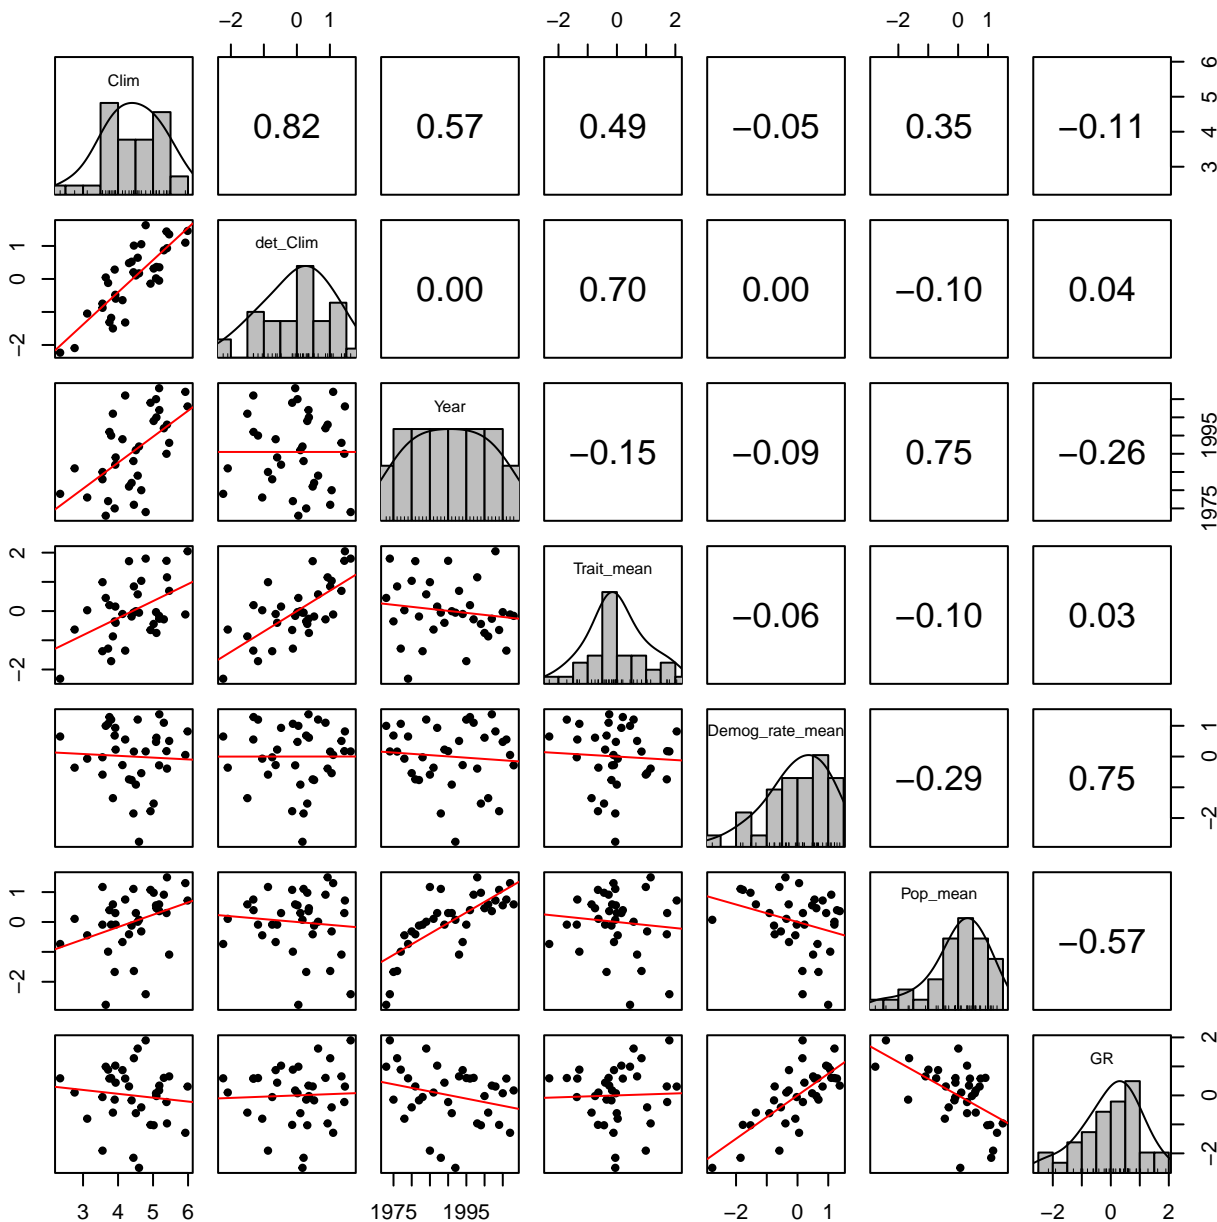 −2 0 1 −2 0 2 −2 0 1
Clim 0.82 0.57 0.49 −0.05 0.35 −0.11 3 4 5 6
−2 0 1 det_Clim 0.00 0.70 0.00 −0.10 0.04
Year −0.15 −0.09 0.75 −0.26 1975 1995
−2 0 1 2 Trait_mean −0.06 −0.10 0.03
Demog_rate_mean −0.29 0.75 −2 0 1
−2 0 1 Pop_mean −0.57
GR −2 0 1 2
3 4 5 6 1975 1995 −2 0 1 −2 0 2